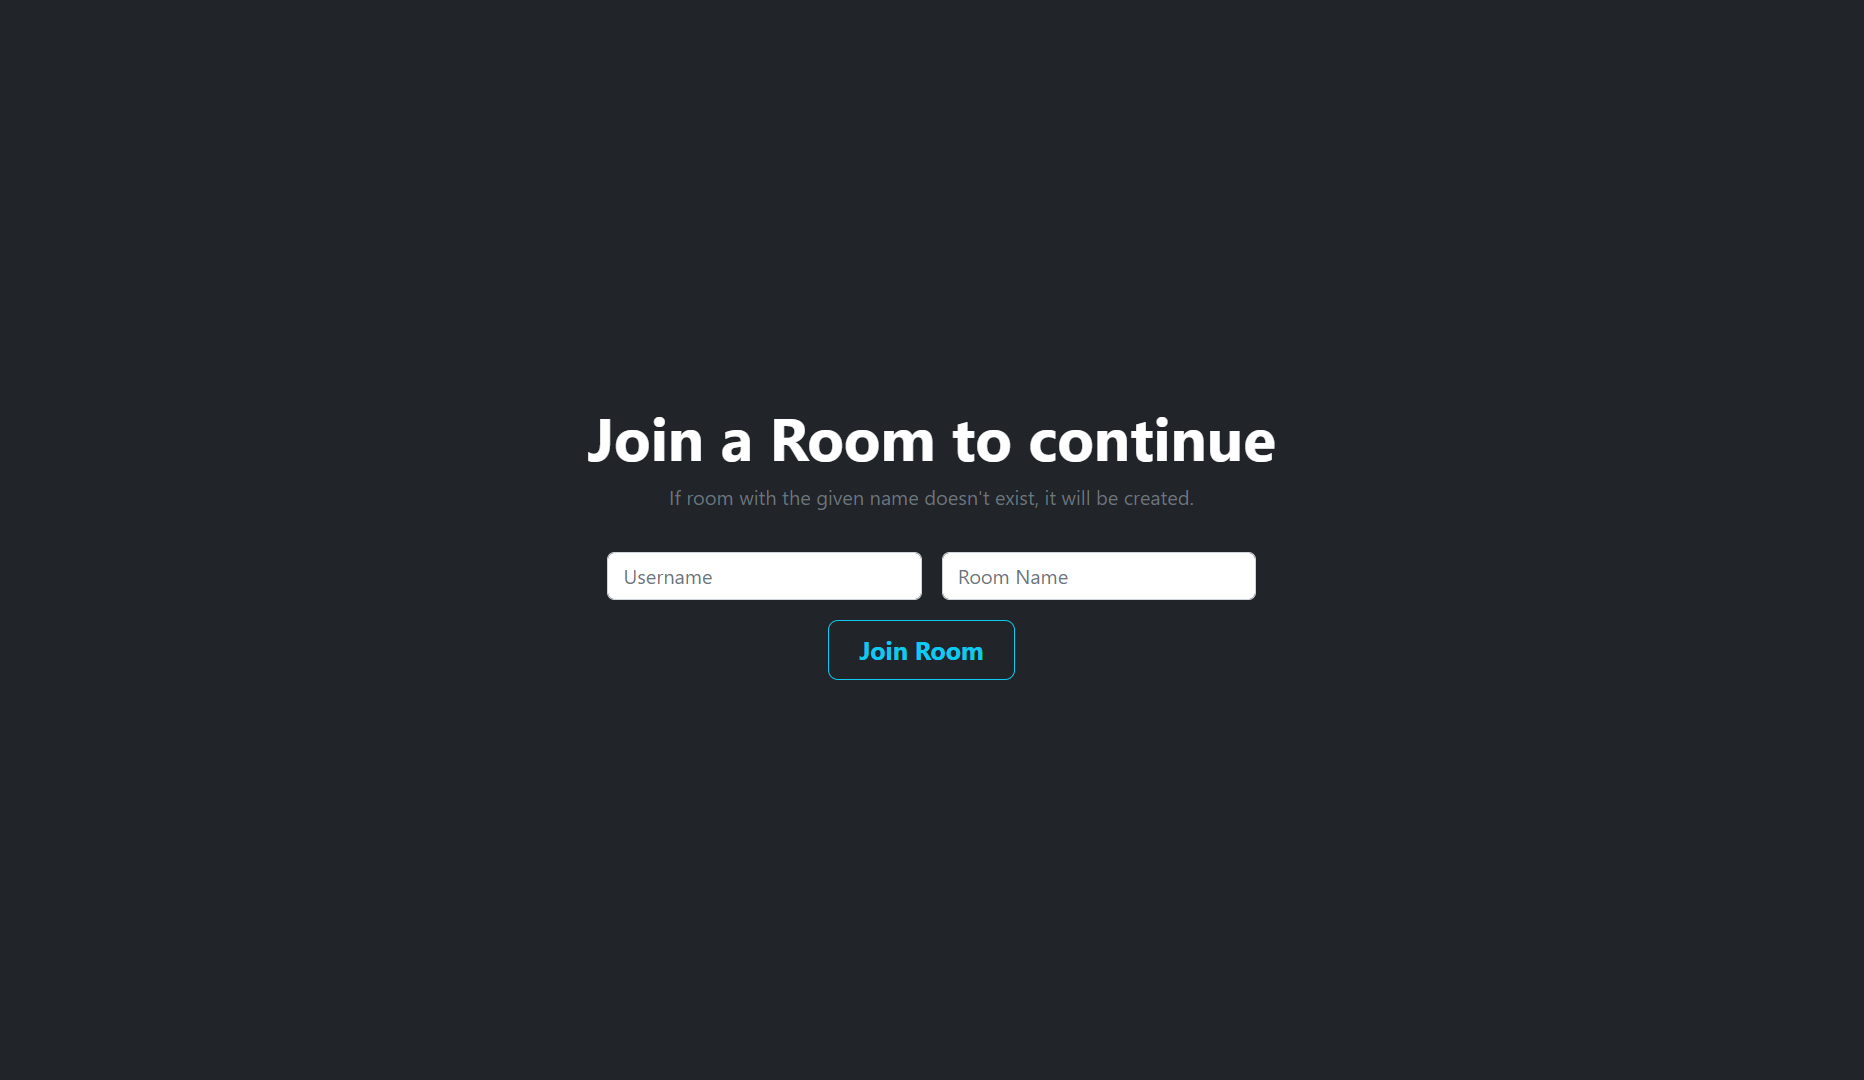 Join a Room to continue
If room with the given name doesn't exist, it will be created.
Username
Room Name
Join Room